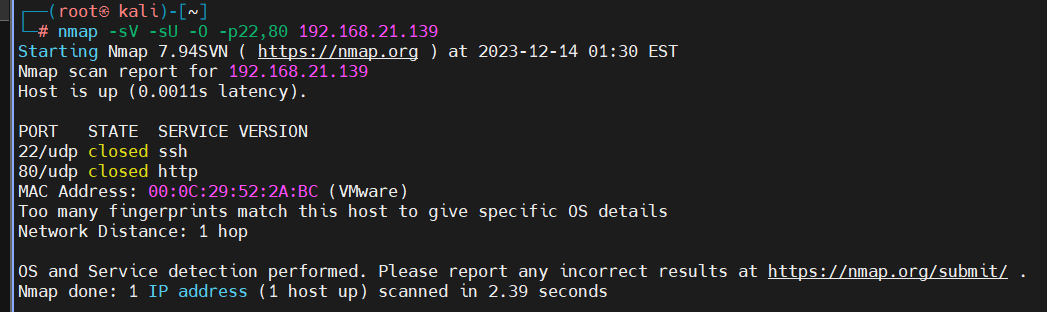 ┌──(root㉿ kali)-[~]
└─# nmap -sV -sU -O -p22,80 192.168.21.139
Starting Nmap 7.94SVN ( https://nmap.org ) at 2023-12-14 01:30 EST
Nmap scan report for 192.168.21.139
Host is up (0.0011s latency).

PORT   STATE  SERVICE VERSION
22/udp closed ssh
80/udp closed http
MAC Address: 00:0C:29:52:2A:BC (VMware)
Too many fingerprints match this host to give specific OS details
Network Distance: 1 hop

OS and Service detection performed. Please report any incorrect results at https://nmap.org/submit/ .
Nmap done: 1 IP address (1 host up) scanned in 2.39 seconds